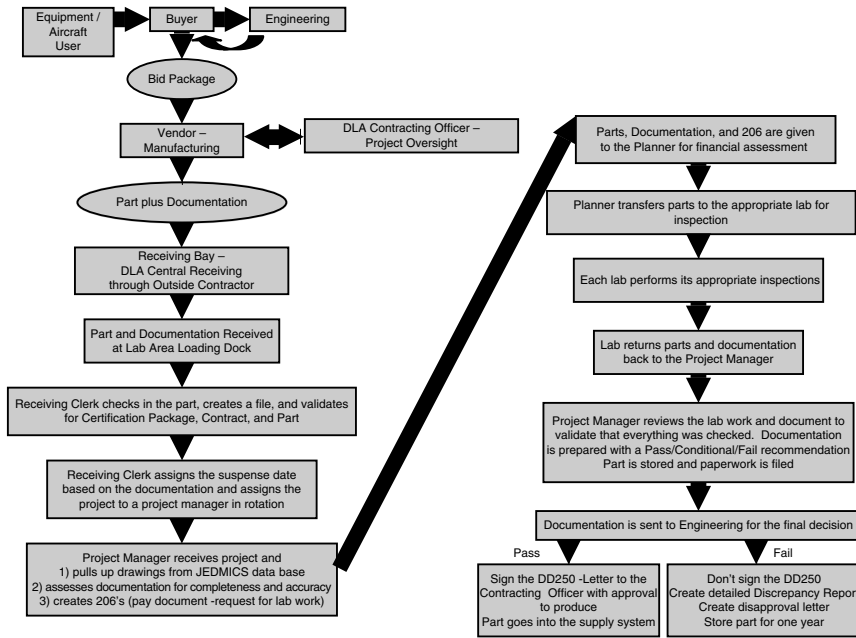 Equipment /
Aircraft
User
Buyer
Engineering
Bid Package
Vendor –
Manufacturing
DLA Contracting Officer –
Project Oversight
Part plus Documentation
Receiving Bay –
DLA Central Receiving
through Outside Contractor
Part and Documentation Received
at Lab Area Loading Dock
Receiving Clerk checks in the part, creates a file, and validates
for Certification Package, Contract, and Part
Receiving Clerk assigns the suspense date
based on the documentation and assigns the
project to a project manager in rotation
Project Manager receives project and
1) pulls up drawings from JEDMICS data base
2) assesses documentation for completeness and accuracy
3) creates 206's (pay document -request for lab work)
Parts, Documentation, and 206 are given
to the Planner for financial assessment
Planner transfers parts to the appropriate lab for
inspection
Each lab performs its appropriate inspections
Lab returns parts and documentation
back to the Project Manager
Project Manager reviews the lab work and document to
validate that everything was checked. Documentation
is prepared with a Pass/Conditional/Fail recommendation
Part is stored and paperwork is filed
Documentation is sent to Engineering for the final decision
Pass
Fail
Sign the DD250 -Letter to the
Contracting Officer with approval
to produce
Part goes into the supply system
Don't sign the DD250
Create detailed Discrepancy Report
Create disapproval letter
Store part for one year